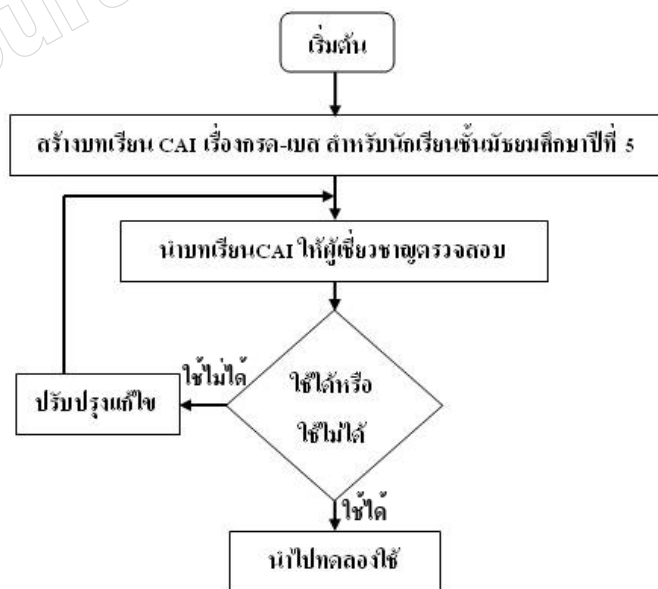 เริ่มต้น
สร้างบทเรียน CAI เรื่องกรด-เบส สำหรับนักเรียนชั้นมัธยมศึกษาปีที่ 5
นำบทเรียนCAI ให้ผู้เชี่ยวชาญตรวจสอบ
ใช้ได้หรือ
ใช้ไม่ได้
ใช้ไม่ได้
ปรับปรุงแก้ไข
ใช้ได้
นำไปทดลองใช้